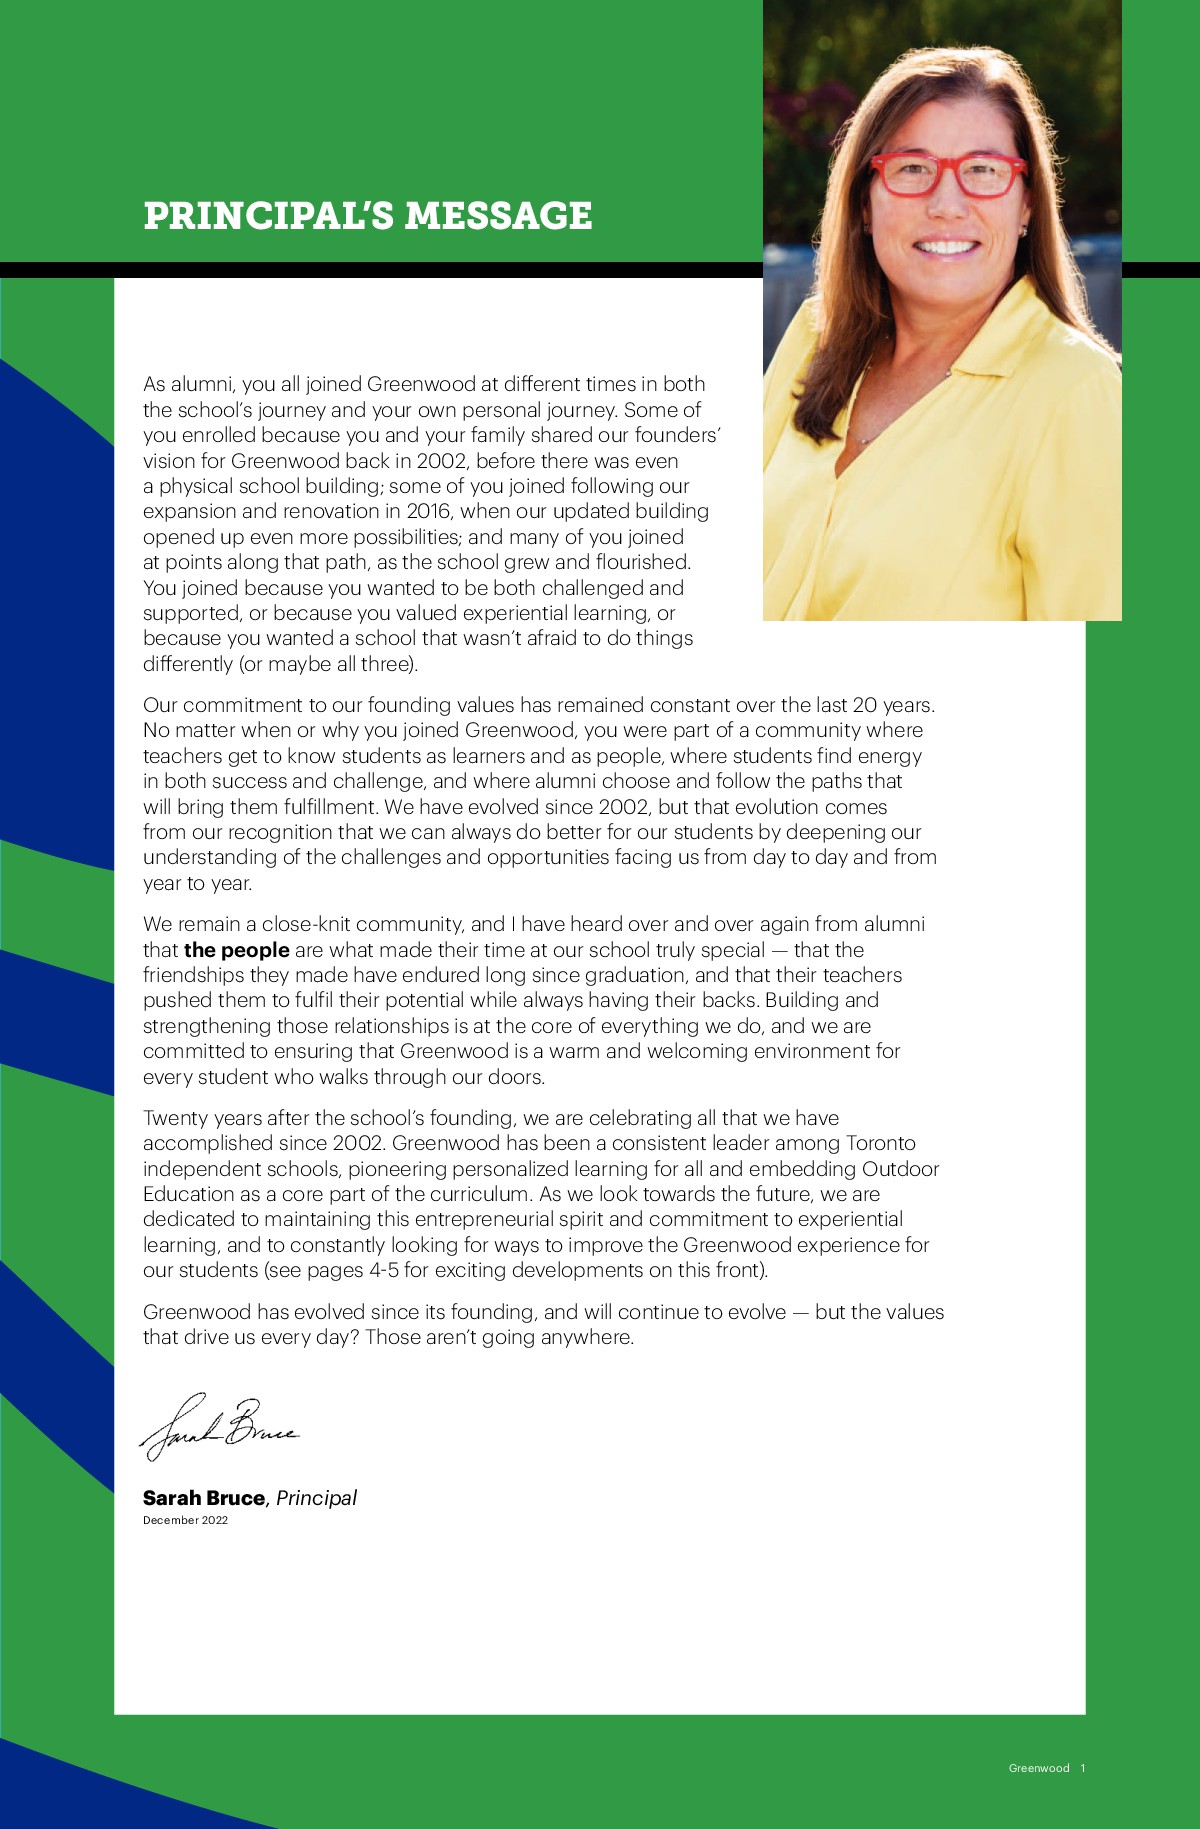 PRINCIPAL’S MESSAGE
As alumni, you all joined Greenwood at different times in both
the school’s journey and your own personal journey. Some of
you enrolled because you and your family shared our founders’
vision for Greenwood back in 2002, before there was even
a physical school building; some of you joined following our
expansion and renovation in 2016, when our updated building
opened up even more possibilities; and many of you joined
at points along that path, as the school grew and flourished.
You joined because you wanted to be both challenged and
supported, or because you valued experiential learning, or
because you wanted a school that wasn’t afraid to do things
differently (or maybe all three).
Our commitment to our founding values has remained constant over the last 20 years.
No matter when or why you joined Greenwood, you were part of a community where
teachers get to know students as learners and as people, where students find energy
in both success and challenge, and where alumni choose and follow the paths that
will bring them fulfillment. We have evolved since 2002, but that evolution comes
from our recognition that we can always do better for our students by deepening our
understanding of the challenges and opportunities facing us from day to day and from
year to year.
We remain a close-knit community, and I have heard over and over again from alumni
that the people are what made their time at our school truly special — that the
friendships they made have endured long since graduation, and that their teachers
pushed them to fulfil their potential while always having their backs. Building and
strengthening those relationships is at the core of everything we do, and we are
committed to ensuring that Greenwood is a warm and welcoming environment for
every student who walks through our doors.
Twenty years after the school’s founding, we are celebrating all that we have
accomplished since 2002. Greenwood has been a consistent leader among Toronto
independent schools, pioneering personalized learning for all and embedding Outdoor
Education as a core part of the curriculum. As we look towards the future, we are
dedicated to maintaining this entrepreneurial spirit and commitment to experiential
learning, and to constantly looking for ways to improve the Greenwood experience for
our students (see pages 4-5 for exciting developments on this front).
Greenwood has evolved since its founding, and will continue to evolve — but the values
that drive us every day? Those aren’t going anywhere.
Sarah Bruce
Sarah Bruce, Principal
December 2022
Greenwood 1